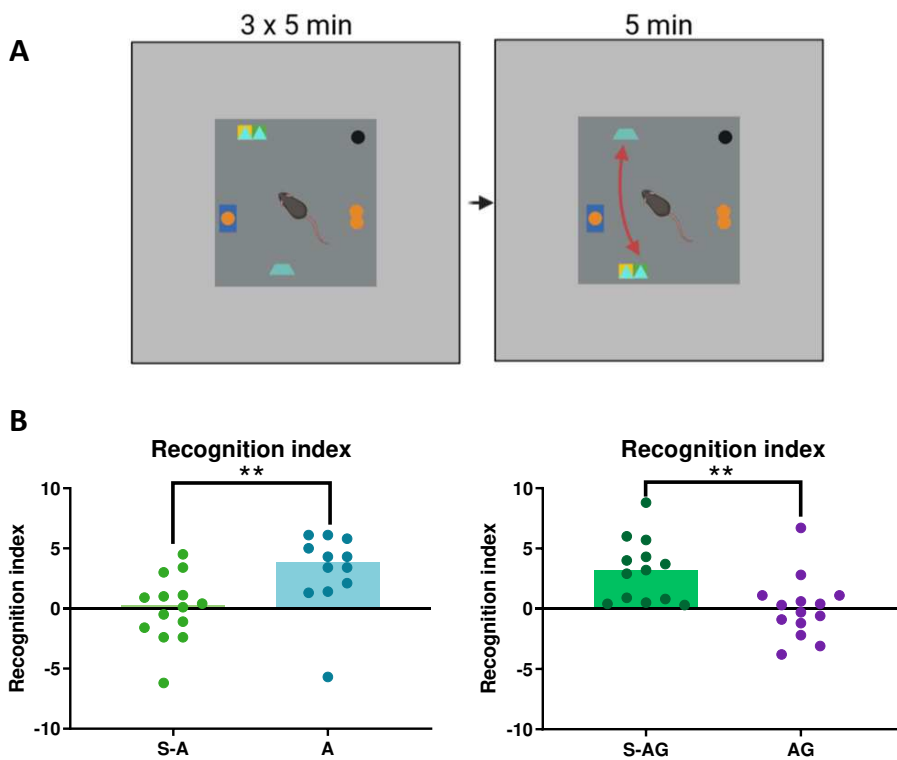 A
3 x 5 min
5 min
B
Recognition index
**
Recognition index
10
5
0
-5
-10
S-A
A
Recognition index
**
Recognition index
10
5
0
-5
-10
S-AG
AG